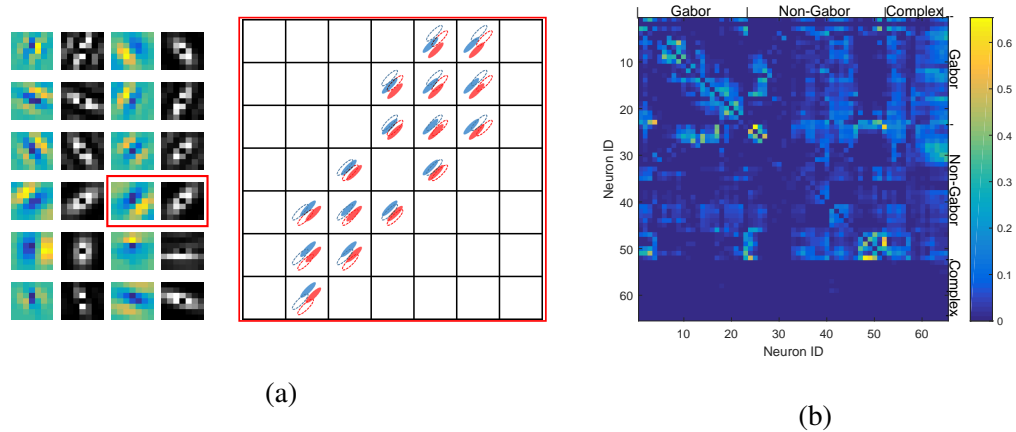 Gabor Non-Gabor Complex
10
20
30
40
50
60
Neuron ID
10 20 30 40 50 60
Neuron ID
Gabor
Non-Gabor
Complex
0.6
0.5
0.4
0.3
0.2
0.1
0
(a)
(b)